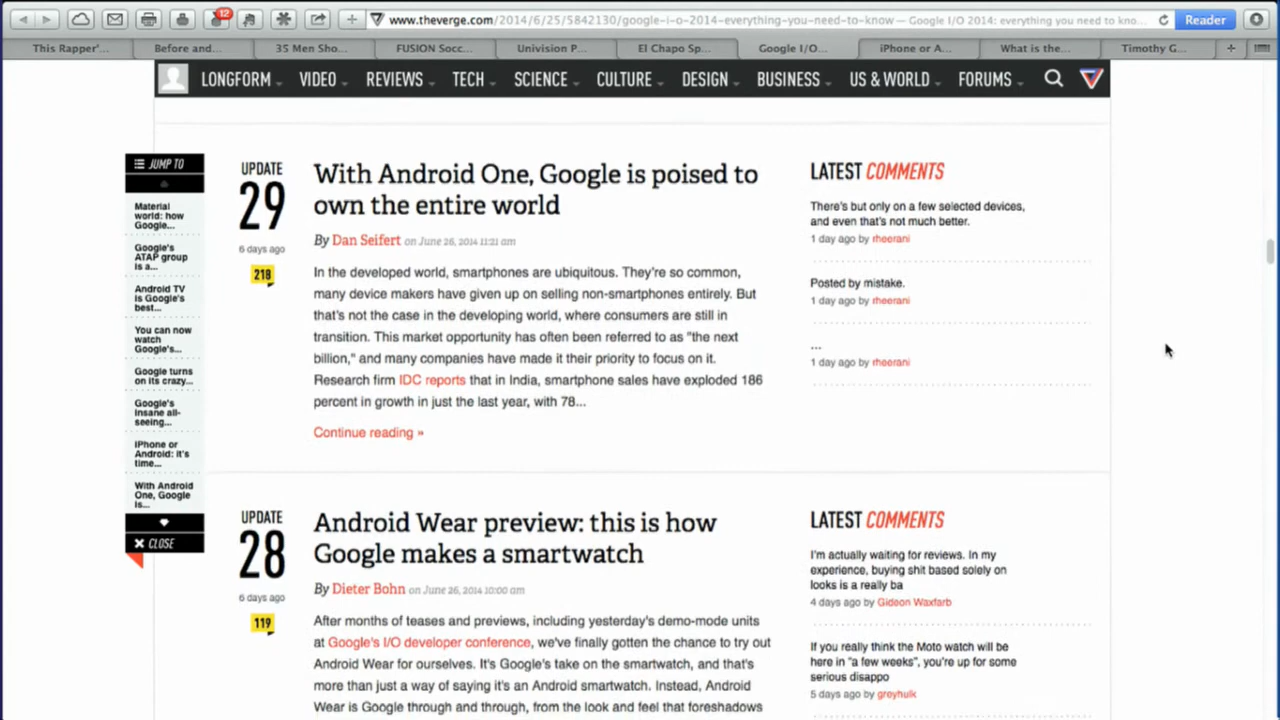 12
www.theverge.com/2014/6/25/5842130/google-i-o-2014-everything-you-need-to-know — Google I/O 2014: everything you need to kno...
Reader
This Rapper'...
Before and...
35 Men Sho...
FUSION Socc...
Univision P...
El Chapo Sp...
Google I/O...
iPhone or A...
What is the...
Timothy G...
LONGFORM
VIDEO
REVIEWS
TECH
SCIENCE
CULTURE
DESIGN
BUSINESS
US & WORLD
FORUMS
JUMP TO
Material
world: how
Google...
Google's
ATAP group
is a...
Android TV
is Google's
best...
You can now
watch
Google's...
Google turns
on its crazy...
Google's
insane all-
seeing...
iPhone or
Android: it's
time...
With Android
One, Google
is...
CLOSE
UPDATE
29
6 days ago
218
With Android One, Google is poised to
own the entire world
By Dan Seifert on June 26, 2014 11:21 am
In the developed world, smartphones are ubiquitous. They're so common,
many device makers have given up on selling non-smartphones entirely. But
that's not the case in the developing world, where consumers are still in
transition. This market opportunity has often been referred to as "the next
billion," and many companies have made it their priority to focus on it.
Research firm IDC reports that in India, smartphone sales have exploded 186
percent in growth in just the last year, with 78...
Continue reading »
LATEST COMMENTS
There's but only on a few selected devices,
and even that's not much better.
1 day ago by rheerani
Posted by mistake.
1 day ago by rheerani
...
1 day ago by rheerani
UPDATE
28
6 days ago
119
Android Wear preview: this is how
Google makes a smartwatch
By Dieter Bohn on June 26, 2014 10:00 am
After months of teases and previews, including yesterday's demo-mode units
at Google's I/O developer conference, we've finally gotten the chance to try out
Android Wear for ourselves. It's Google's take on the smartwatch, and that's
more than just a way of saying it's an Android smartwatch. Instead, Android
Wear is Google through and through, from the look and feel that foreshadows
LATEST COMMENTS
I'm actually waiting for reviews. In my
experience, buying shit based solely on
looks is a really ba
4 days ago by Gideon Waxfarb
If you really think the Moto watch will be
here in "a few weeks", you're up for some
serious disappo
5 days ago by greyhulk